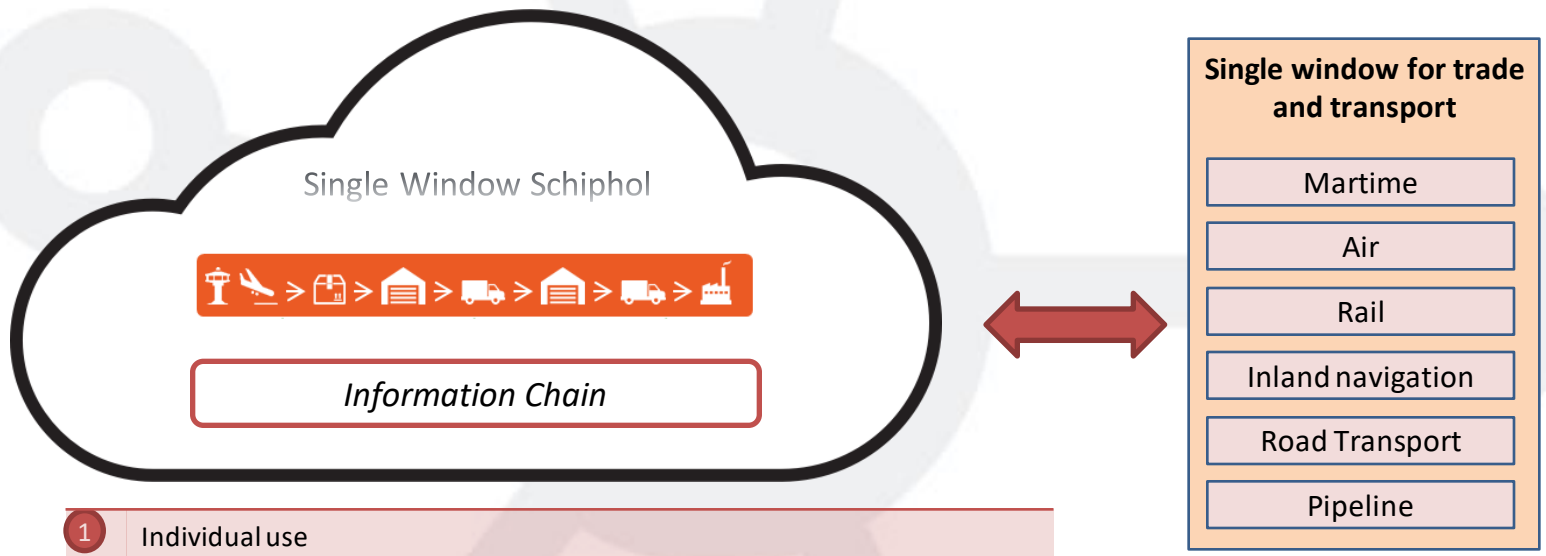 Single Window Schiphol
Information Chain
1 Individual use
Single window for trade
and transport
Martime
Air
Rail
Inland navigation
Road Transport
Pipeline